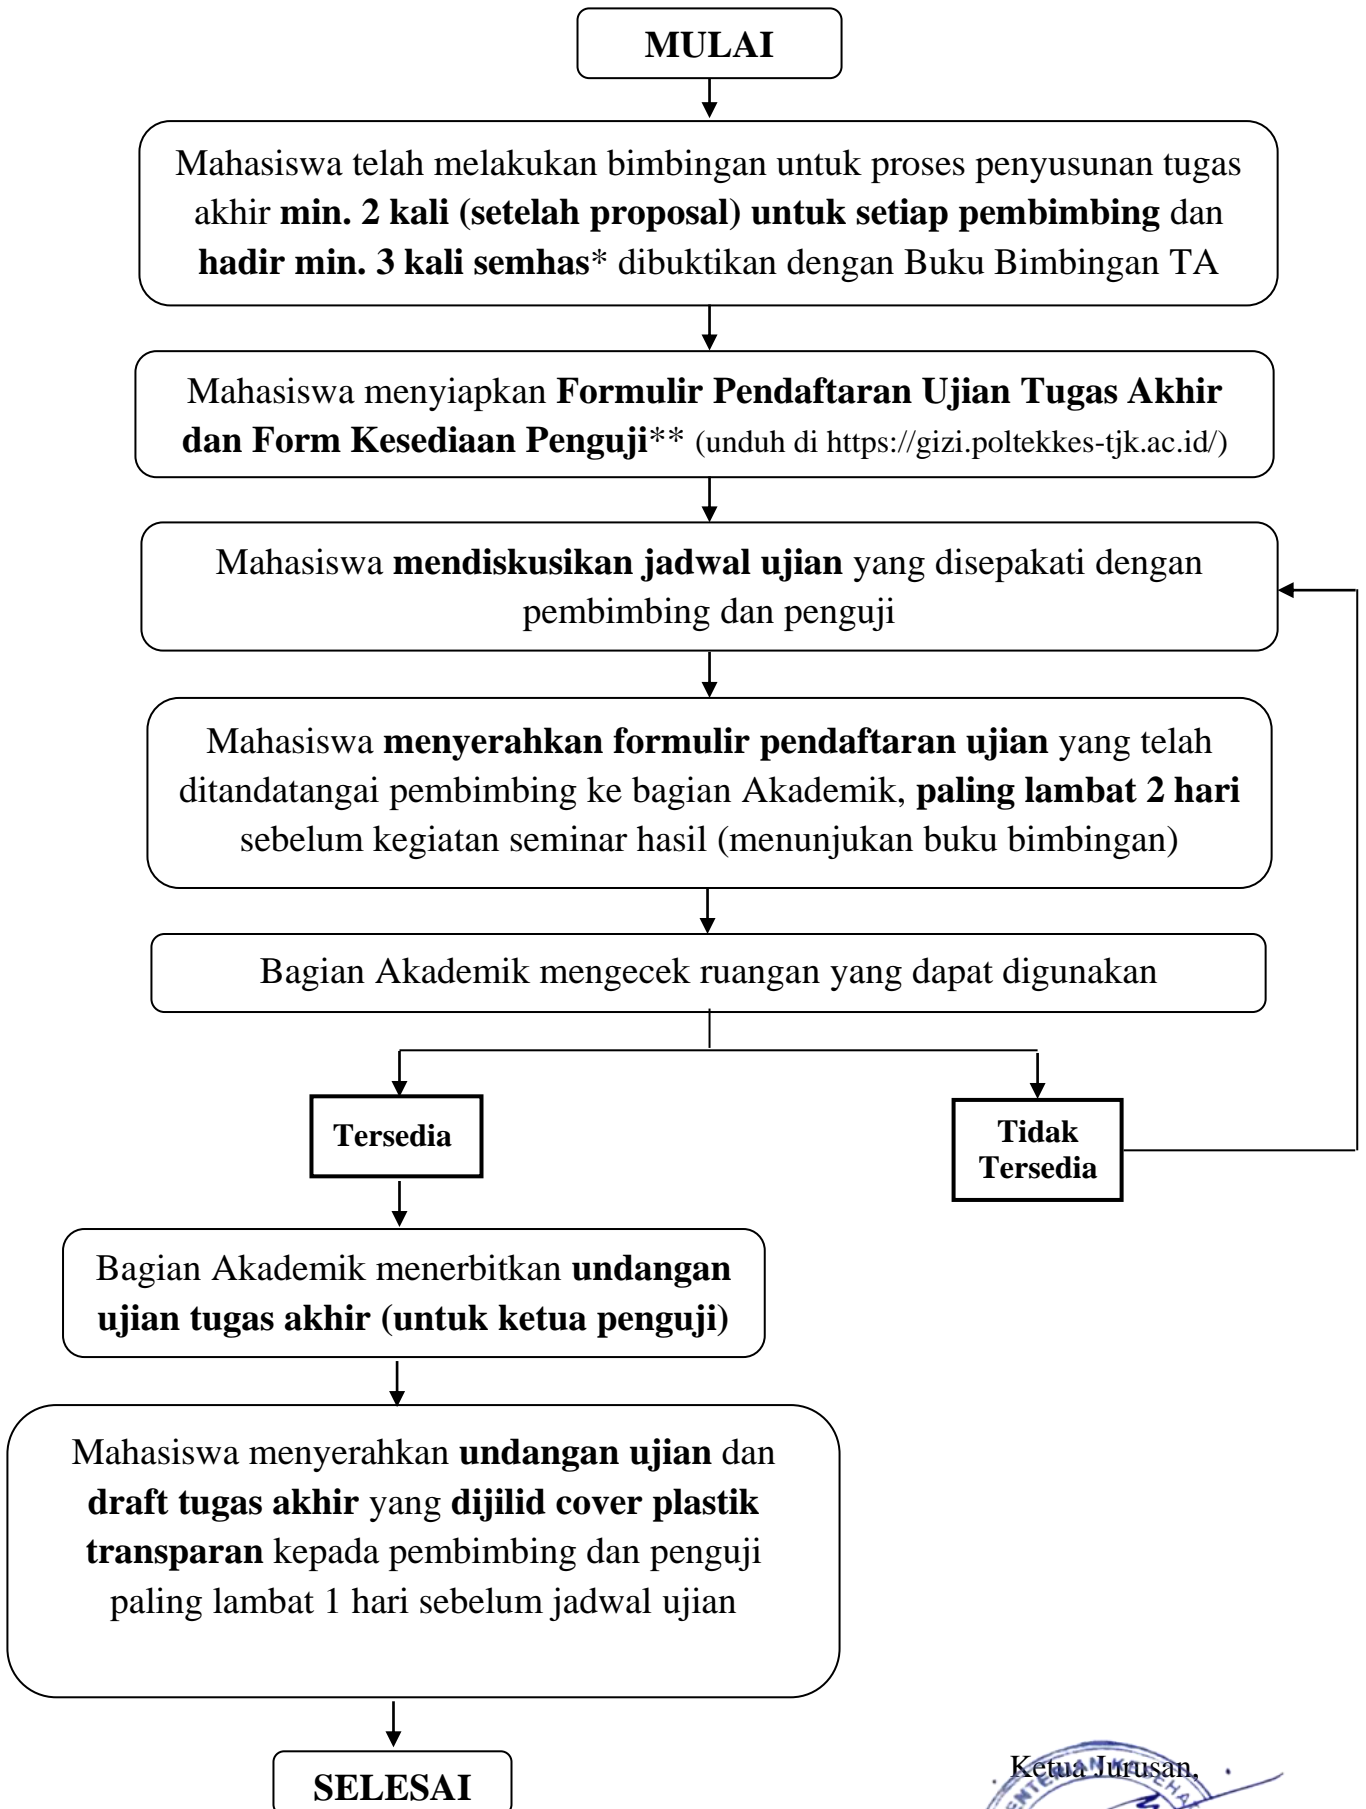 MULAI
Mahasiswa telah melakukan bimbingan untuk proses penyusunan tugas
akhir min. 2 kali (setelah proposal) untuk setiap pembimbing dan
hadir min. 3 kali semhas* dibuktikan dengan Buku Bimbingan TA
Mahasiswa menyiapkan Formulir Pendaftaran Ujian Tugas Akhir
dan Form Kesediaan Penguji** (unduh di https://gizi.poltekkes-tjk.ac.id/)
Mahasiswa mendiskusikan jadwal ujian yang disepakati dengan
pembimbing dan penguji
Mahasiswa menyerahkan formulir pendaftaran ujian yang telah
ditandatangai pembimbing ke bagian Akademik, paling lambat 2 hari
sebelum kegiatan seminar hasil (menunjukan buku bimbingan)
Bagian Akademik mengecek ruangan yang dapat digunakan
Tersedia
Tidak
Tersedia
Bagian Akademik menerbitkan undangan
ujian tugas akhir (untuk ketua penguji)
Mahasiswa menyerahkan undangan ujian dan
draft tugas akhir yang dijilid cover plastik
transparan kepada pembimbing dan penguji
paling lambat 1 hari sebelum jadwal ujian
SELESAI
Ketua Jurusan,